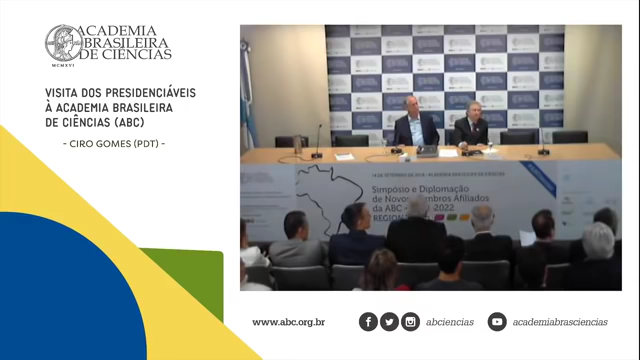 ACADEMIA
BRASILEIRA
DE CIÊNCIAS
MCMXVI
VISITA DOS PRESIDENCIÁVEIS
À ACADEMIA BRASILEIRA
DE CIÊNCIAS (ABC)
- CIRO GOMES (PDT) -
Simpósio e Diplomação
de Novos Membros Afiliados
da ABC
2022
REGION
www.abc.org.br
abciencias
academiabrasciencias